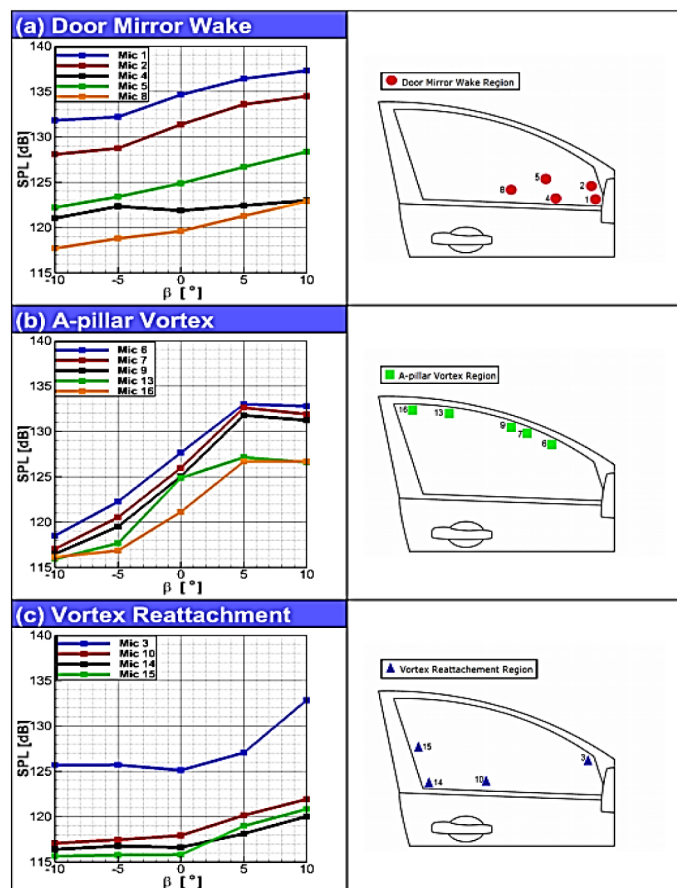 (a) Door Mirror Wake
140
135
130
125
120
115
SPL [dB]
Mic 1
Mic 2
Mic 4
Mic 5
Mic 8
-10
-5
0
5
10
β [°]
Door Mirror Wake Region
5
8
2
4
1
(b) A-pillar Vortex
140
135
130
125
120
115
SPL [dB]
Mic 6
Mic 7
Mic 9
Mic 13
Mic 16
-10
-5
0
5
10
β [°]
A-pillar Vortex Region
16
13
9
7
6
(c) Vortex Reattachment
140
135
130
125
120
115
SPL [dB]
Mic 3
Mic 10
Mic 14
Mic 15
-10
-5
0
5
10
β [°]
Vortex Reattachement Region
15
3
14
10